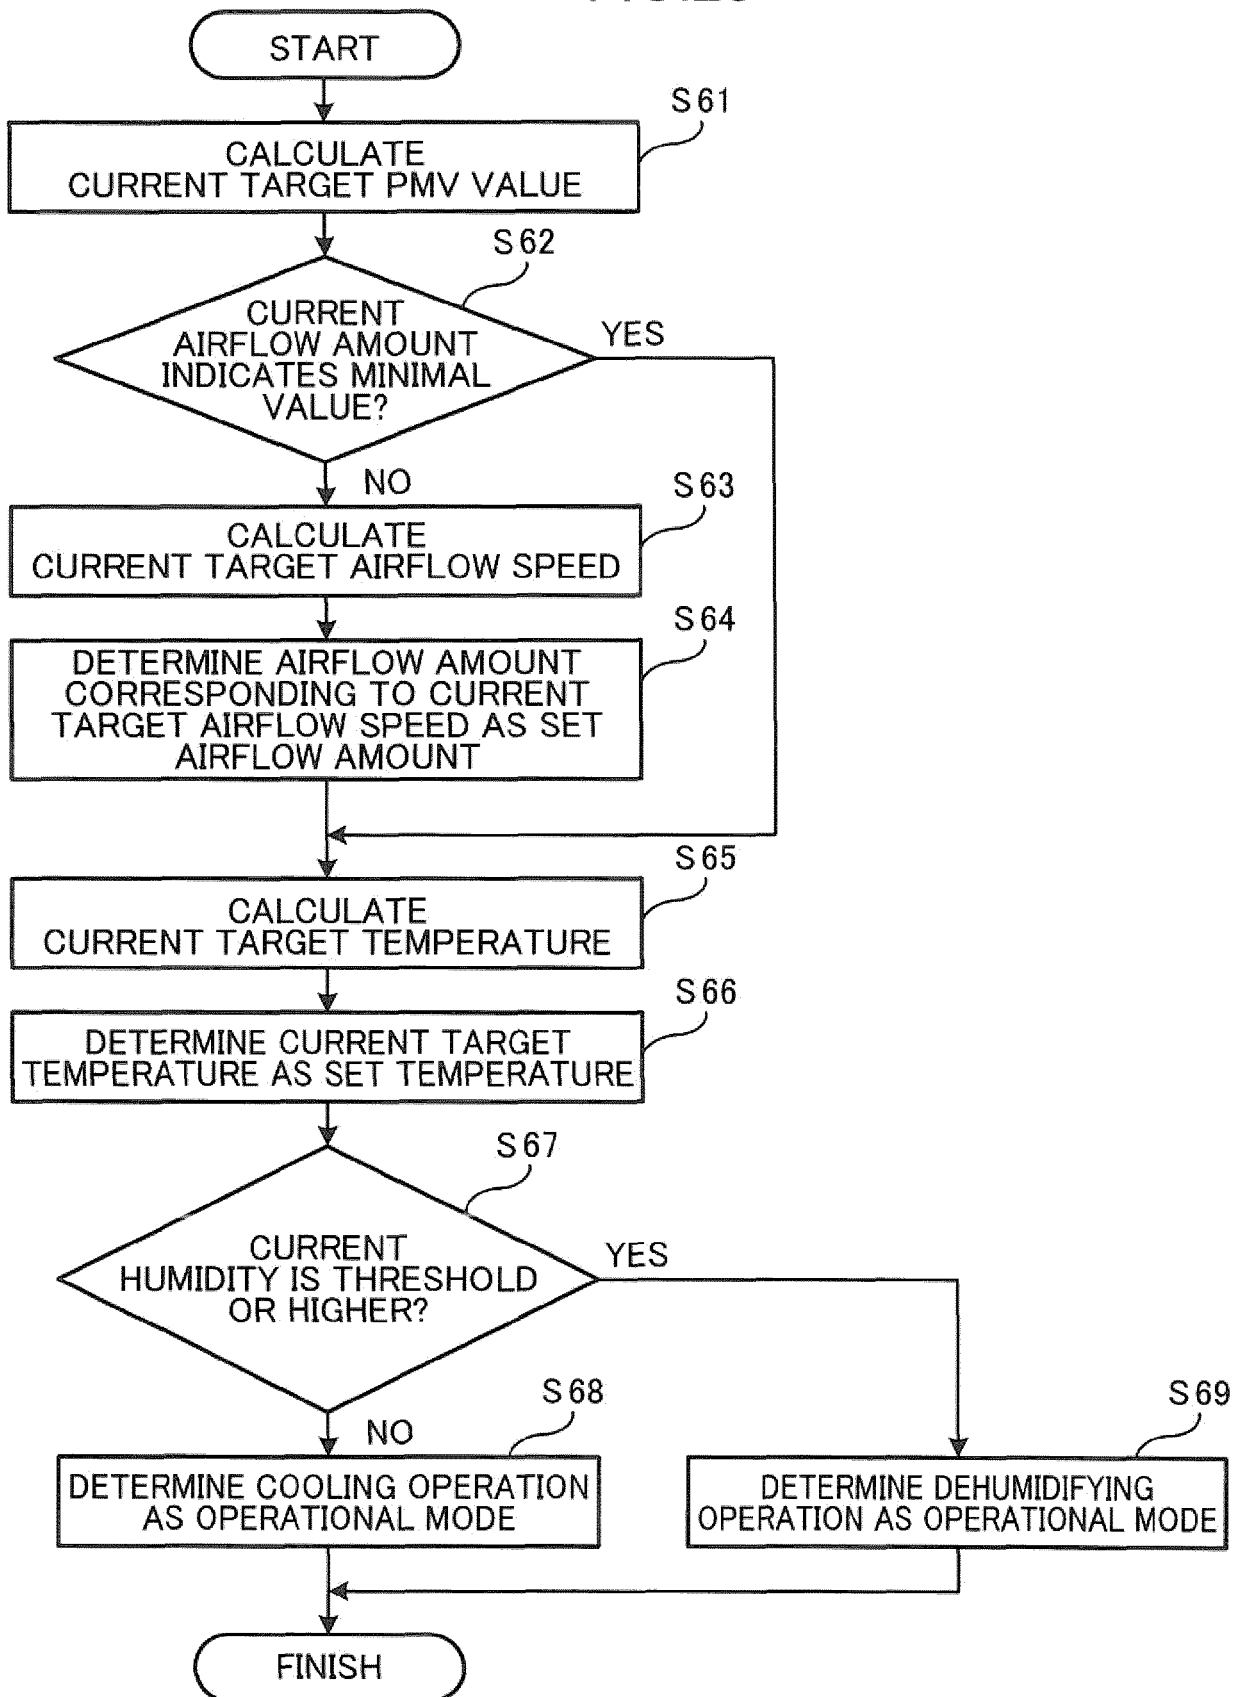 START
S61
CALCULATE
CURRENT TARGET PMV VALUE
S62
CURRENT
AIRFLOW AMOUNT
INDICATES MINIMAL
VALUE?
YES
NO
S63
CALCULATE
CURRENT TARGET AIRFLOW SPEED
S64
DETERMINE AIRFLOW AMOUNT
CORRESPONDING TO CURRENT
TARGET AIRFLOW SPEED AS SET
AIRFLOW AMOUNT
S65
CALCULATE
CURRENT TARGET TEMPERATURE
S66
DETERMINE CURRENT TARGET
TEMPERATURE AS SET TEMPERATURE
S67
CURRENT
HUMIDITY IS THRESHOLD
OR HIGHER?
YES
NO
S68
DETERMINE COOLING OPERATION
AS OPERATIONAL MODE
S69
DETERMINE DEHUMIDIFYING
OPERATION AS OPERATIONAL MODE
FINISH